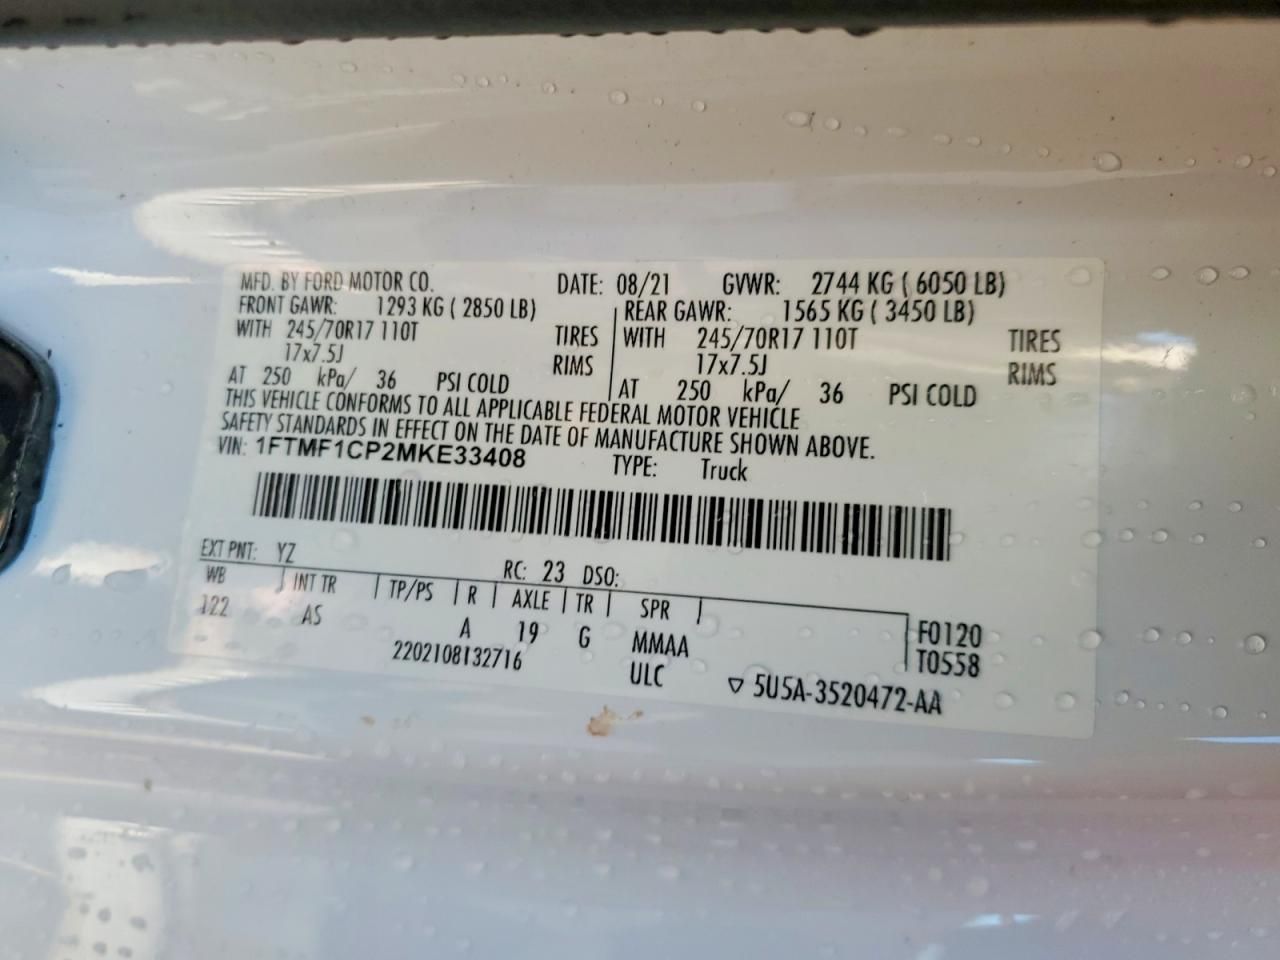 MFD. BY FORD MOTOR CO. DATE: 08/21 GVWR: 2744 KG ( 6050 LB)
FRONT GAWR: 1293 KG ( 2850 LB) REAR GAWR: 1565 KG ( 3450 LB)
WITH 245/70R17 110T TIRES WITH 245/70R17 110T TIRES
17x7.5J RIMS 17x7.5J RIMS
AT 250 kPa/ 36 PSI COLD AT 250 kPa/ 36 PSI COLD
THIS VEHICLE CONFORMS TO ALL APPLICABLE FEDERAL MOTOR VEHICLE
SAFETY STANDARDS IN EFFECT ON THE DATE OF MANUFACTURE SHOWN ABOVE.
VIN: 1FTMF1CP2MKE33408 TYPE: Truck
EXT PNT: YZ RC: 23 DSO:
WB INT TR TP/PS R AXLE TR SPR
122 AS A 19 G MMAA F0120
2202108132716 ULC T0558
▽ 5U5A-3520472-AA